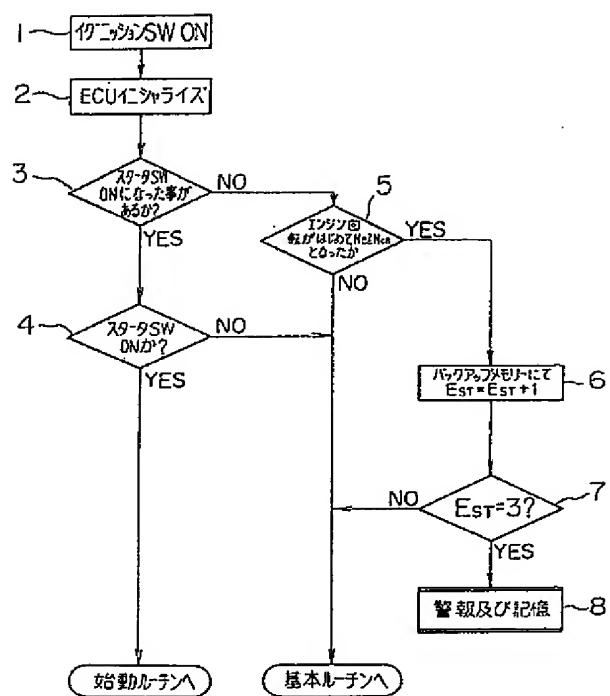 1
イグニッションSW ON
2
ECUイニシャライズ
3
スタータSW
ONになった事が
あるか?
NO
YES
5
エンジン回
転がはじめてNe≧
となったか
YES
NO
4
スタータSW
ONか?
NO
YES
バックアップメモリーにて
EST=EST+1
6
EST=3?
7
NO
YES
警報及び記憶
8
始動ルーチンへ
基本ルーチンへ